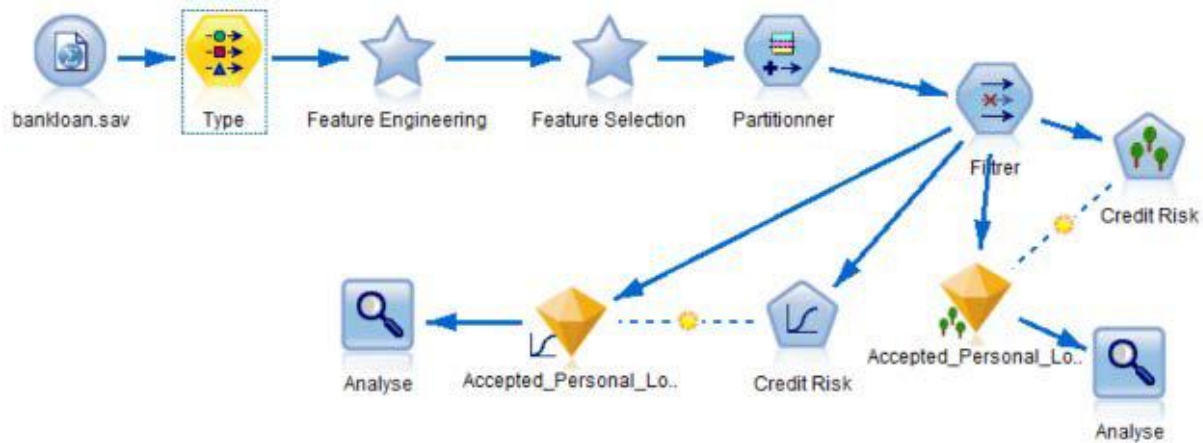 bankloan.sav
Type
Feature Engineering
Feature Selection
Partitionner
Filtrer
Credit Risk
Analyse
Accepted_Personal_Lo..
Credit Risk
Accepted_Personal_Lo..
Analyse